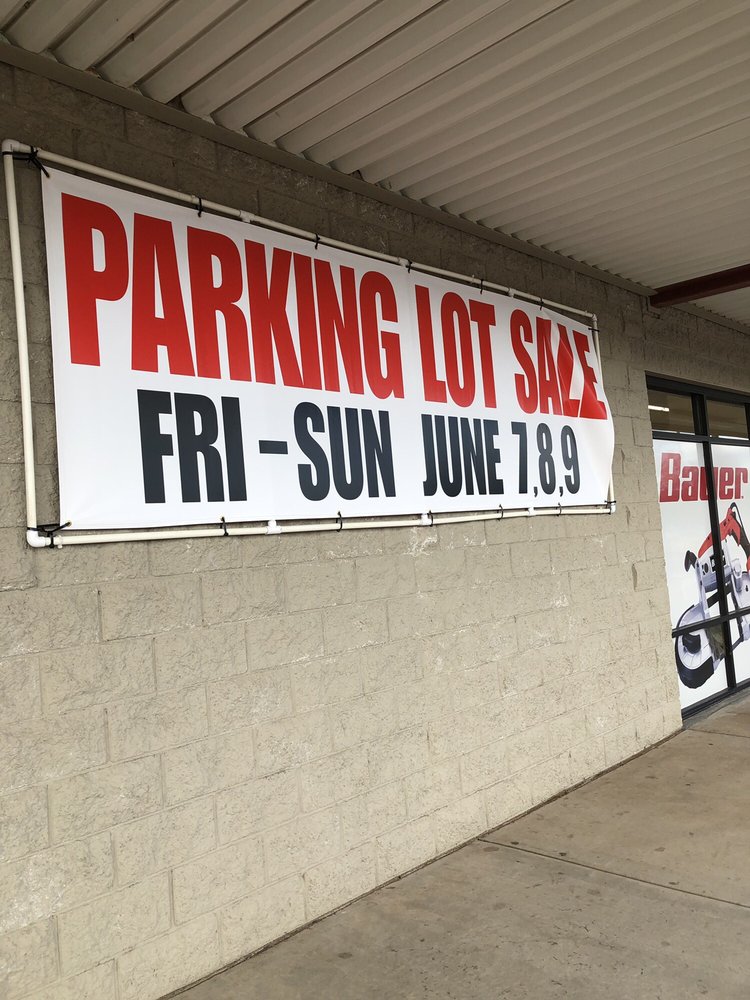 PARKING LOT SALE
FRI-SUN JUNE 7,8,9
Bauer